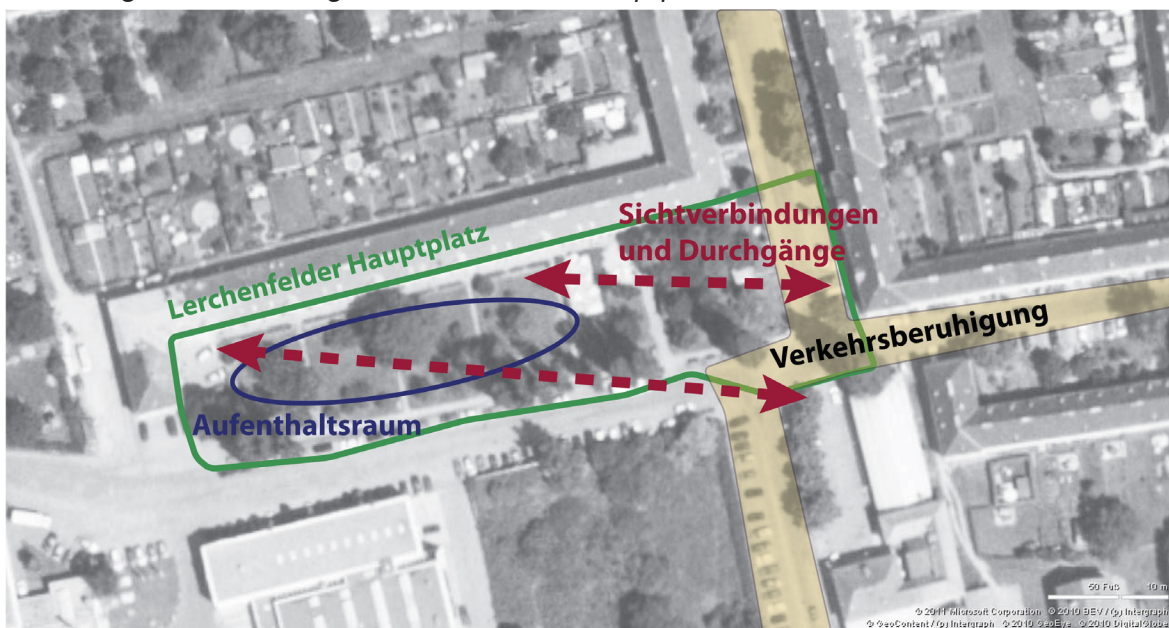 Sichtverbindungen
und Durchgänge
Lerchenfelder Hauptplatz
Verkehrsberuhigung
Aufenthaltsraum
50 Fuß 10 m
© 2011 Microsoft Corporation © 2010 BEV / (p) Intergraph
© GeoContent / (p) Intergraph © 2010 GeoEye © 2010 DigitalGlobe